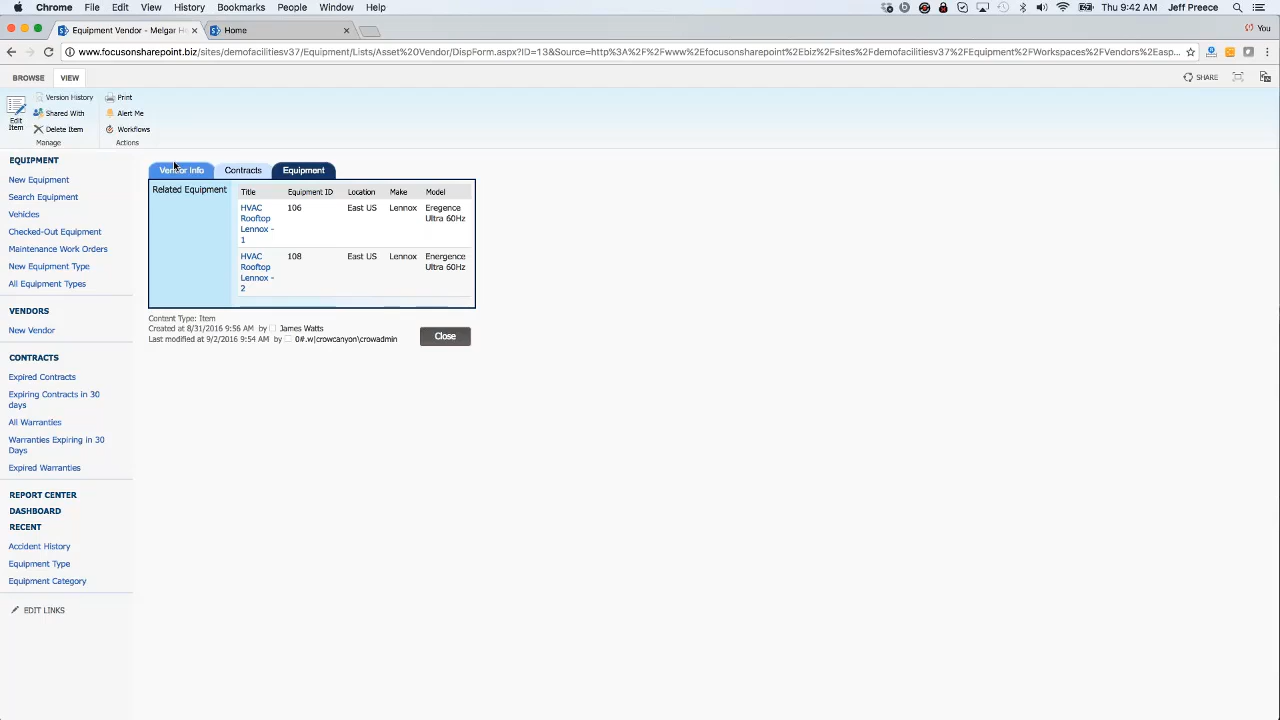 Chrome File Edit View History Bookmarks People Window Help Thu 9:42 AM Jeff Preece
Equipment Vendor - Melgar H Home You
www.focusonsharepoint.biz/sites/demofacilitiesv37/Equipment/Lists/Asset%20Vendor/DispForm.aspx?ID=13&Source=http%3A%2F%2Fwww%2Efocusonsharepoint%2Ebiz%2Fsites%2Fdemofacilitiesv37%2FEquipment%2FWorkspaces%2FVendors%2Easp...
BROWSE VIEW SHARE
Edit Item
Version History
Shared With
Delete Item
Manage
Print
Alert Me
Workflows
Actions
EQUIPMENT
New Equipment
Search Equipment
Vehicles
Checked-Out Equipment
Maintenance Work Orders
New Equipment Type
All Equipment Types
VENDORS
New Vendor
CONTRACTS
Expired Contracts
Expiring Contracts in 30
days
All Warranties
Warranties Expiring in 30
Days
Expired Warranties
REPORT CENTER
DASHBOARD
RECENT
Accident History
Equipment Type
Equipment Category
EDIT LINKS
Vendor Info Contracts Equipment
Related Equipment
Title Equipment ID Location Make Model
HVAC 106 East US Lennox Eregence
Rooftop Ultra 60Hz
Lennox -
1
HVAC 108 East US Lennox Energence
Rooftop Ultra 60Hz
Lennox -
2
Content Type: Item
Created at 8/31/2016 9:56 AM by James Watts
Last modified at 9/2/2016 9:54 AM by 0#.w|crowcanyon\crowadmin
Close